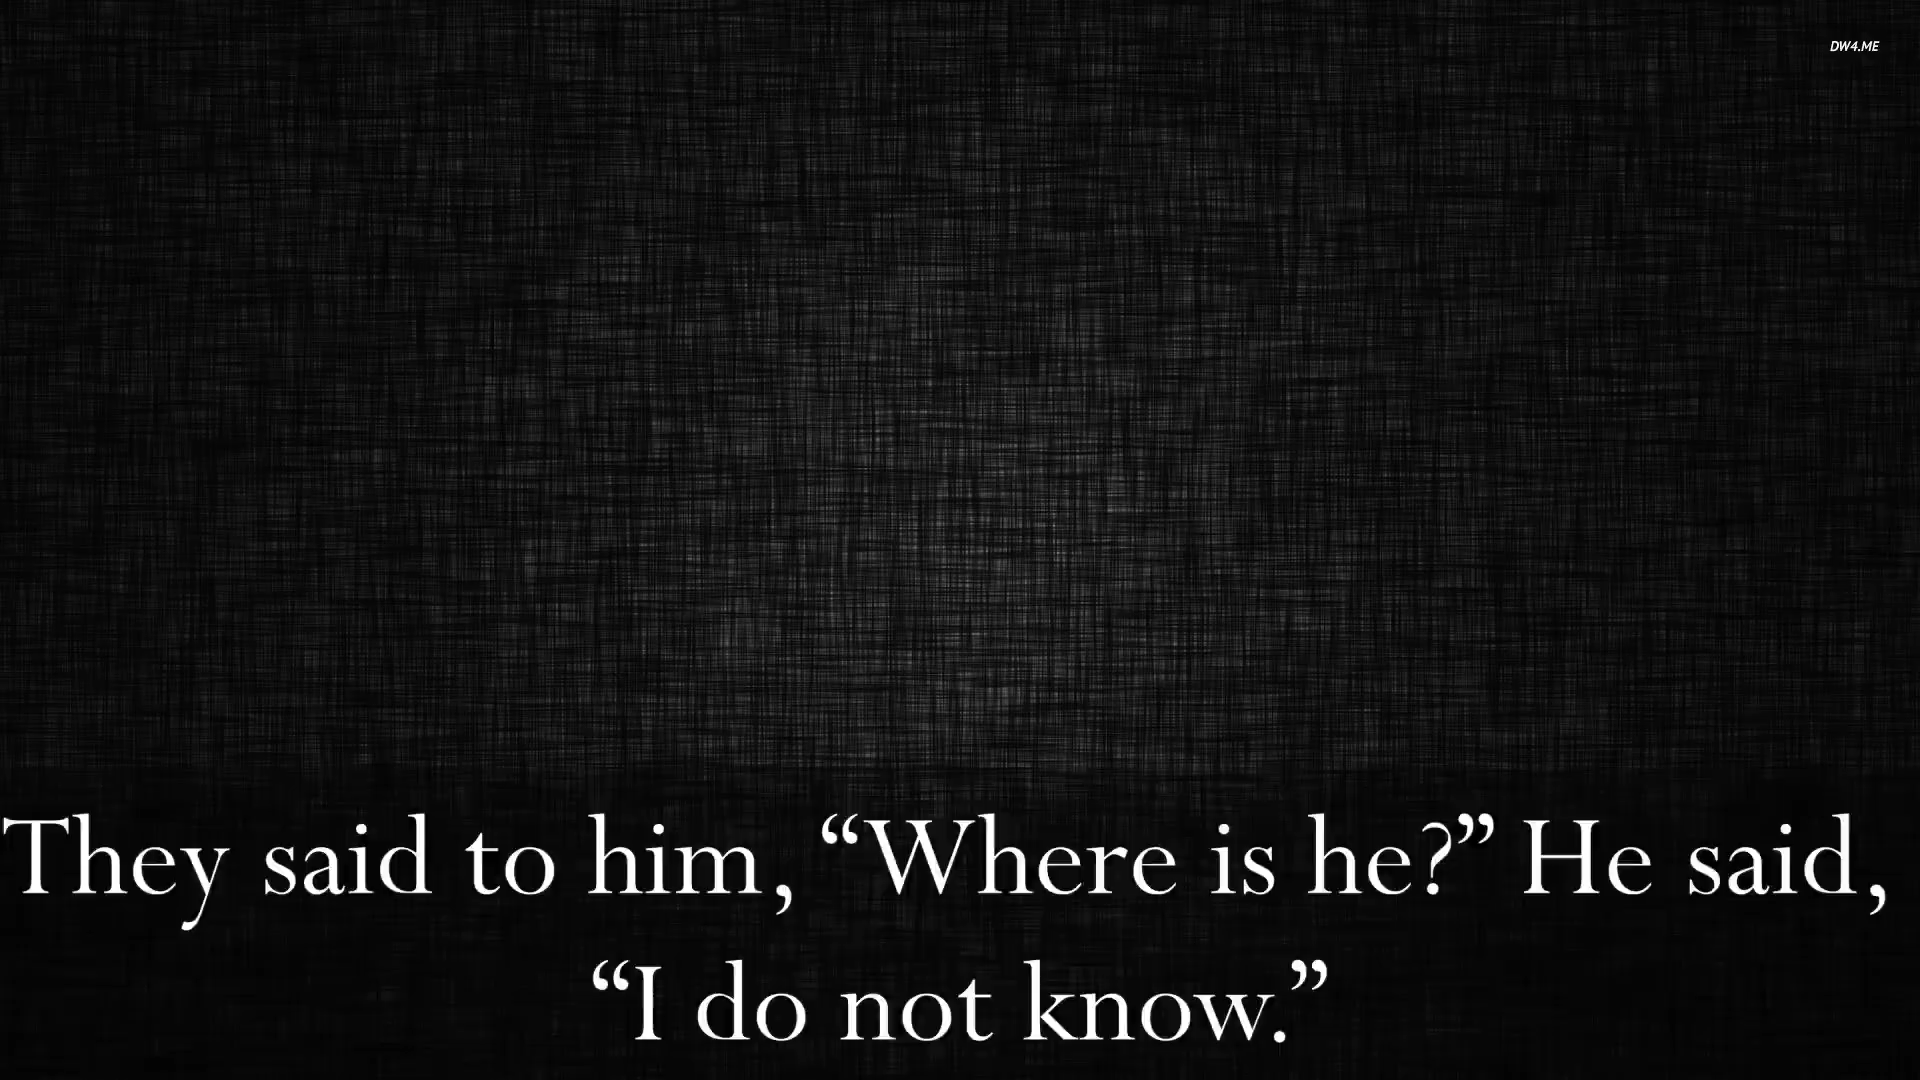 DW4.ME
They said to him, “Where is he?” He said,
“I do not know.”